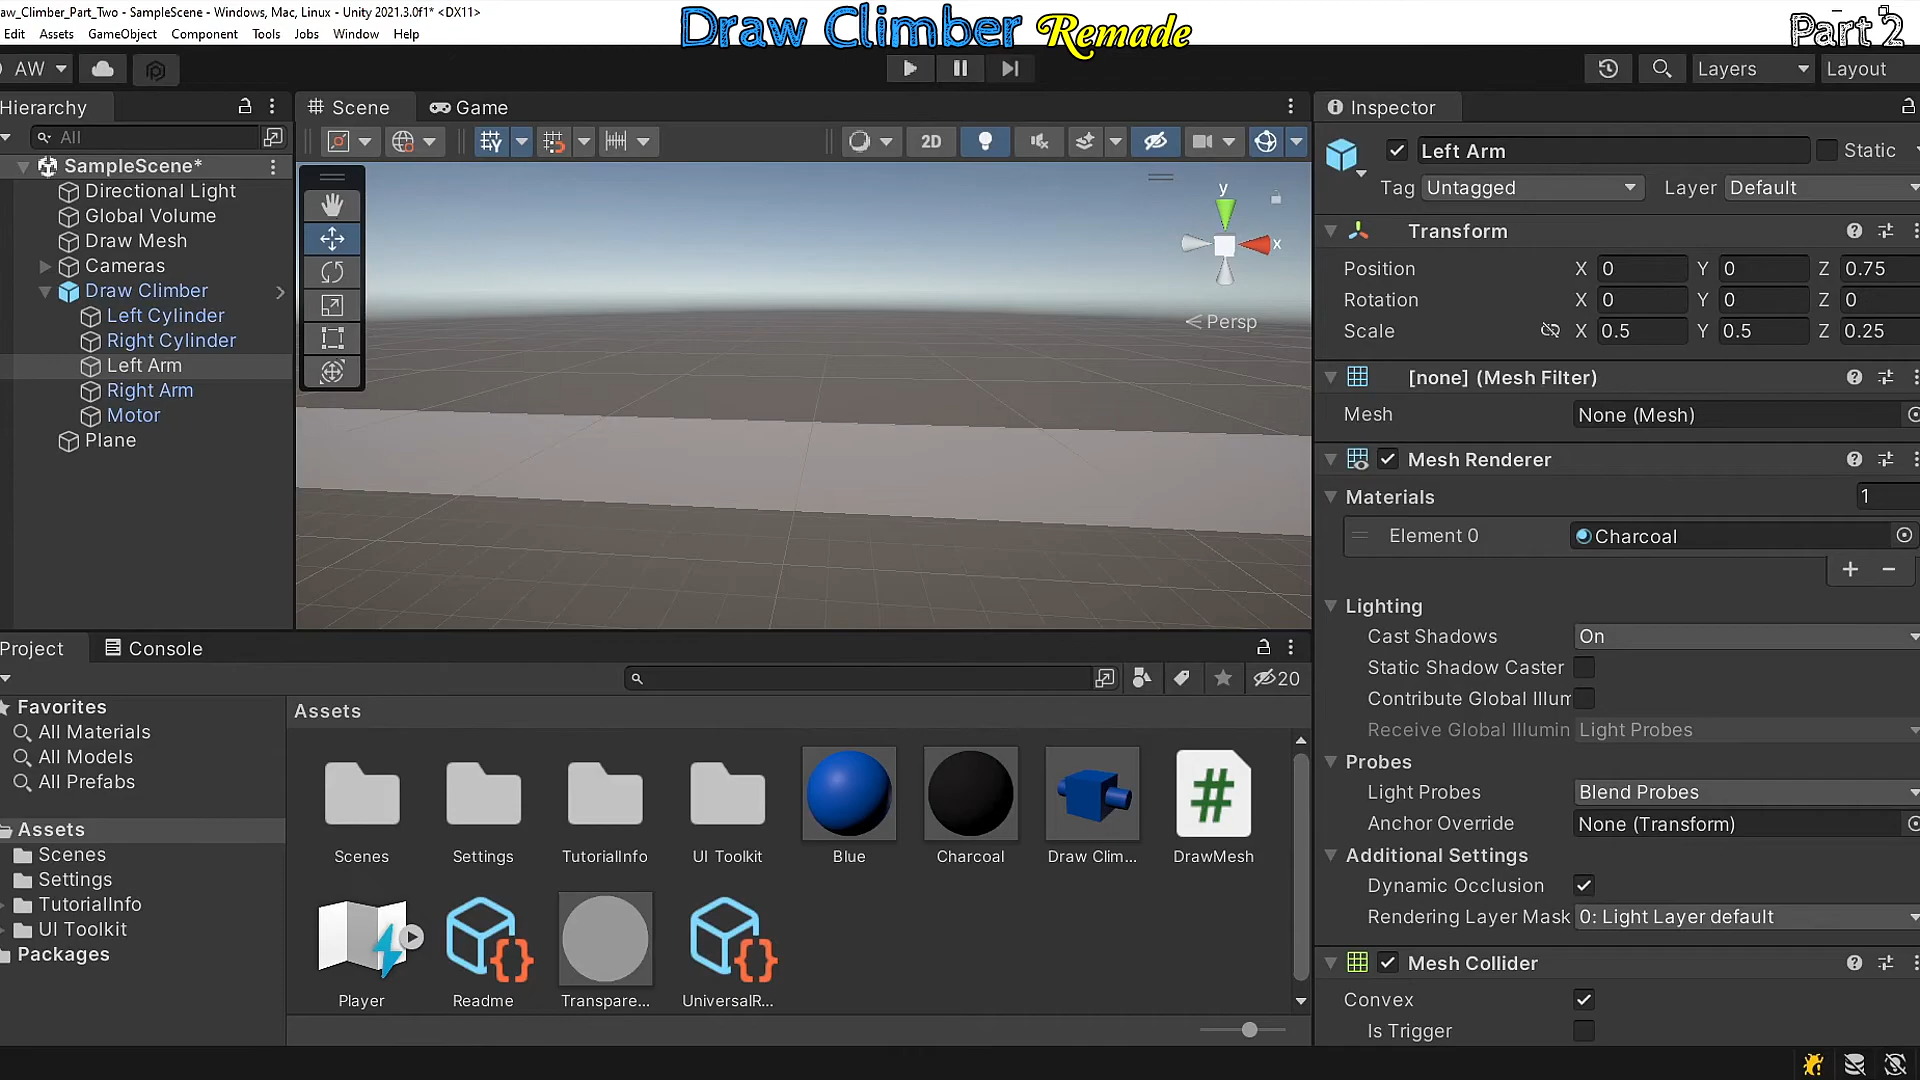 aw_Climber_Part_Two - SampleScene - Windows, Mac, Linux - Unity 2021.3.0f1* <DX11>
Draw Climber Remade
Part 2
Edit Assets GameObject Component Tools Jobs Window Help
AW
Layers
Layout
Hierarchy
All
SampleScene*
Directional Light
Global Volume
Draw Mesh
Cameras
Draw Climber
Left Cylinder
Right Cylinder
Left Arm
Right Arm
Motor
Plane
Scene
Game
2D
y
x
Persp
Inspector
Left Arm
Static
Tag Untagged Layer Default
Transform
Position X 0 Y 0 Z 0.75
Rotation X 0 Y 0 Z 0
Scale X 0.5 Y 0.5 Z 0.25
[none] (Mesh Filter)
Mesh None (Mesh)
Mesh Renderer
Materials 1
Element 0 Charcoal
+ −
Lighting
Cast Shadows On
Static Shadow Caster
Contribute Global Illum
Receive Global Illumin Light Probes
Probes
Light Probes Blend Probes
Anchor Override None (Transform)
Additional Settings
Dynamic Occlusion
Rendering Layer Mask 0: Light Layer default
Mesh Collider
Convex
Is Trigger
Project
Console
20
Favorites
All Materials
All Models
All Prefabs
Assets
Scenes
Settings
TutorialInfo
UI Toolkit
Packages
Assets
Scenes Settings TutorialInfo UI Toolkit Blue Charcoal Draw Clim... DrawMesh
Player Readme Transpare... UniversalR...